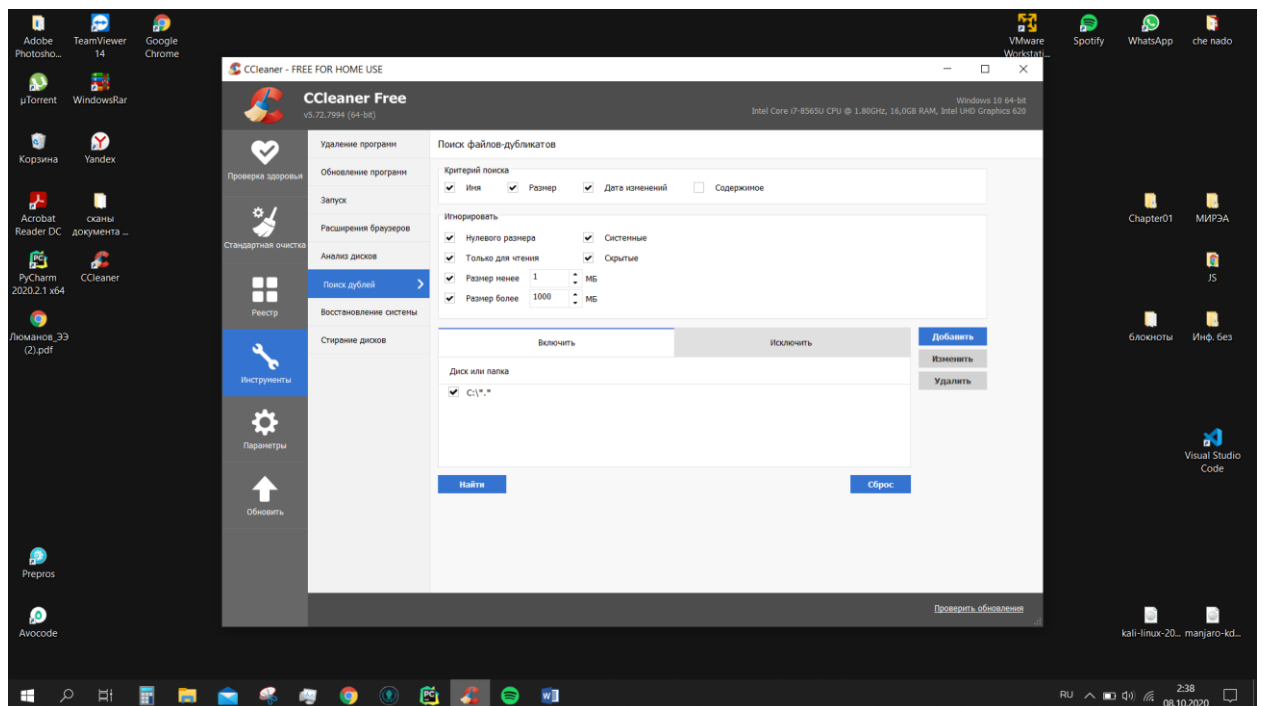 Adobe Photosho...
TeamViewer 14
Google Chrome
VMware Workstati...
Spotify
WhatsApp
che nado
µTorrent
WindowsRar
Корзина
Yandex
Acrobat Reader DC
сканы документа ...
PyCharm 2020.2.1 x64
CCleaner
Люманов_ЭЭ (2).pdf
Prepros
Avocode
CCleaner - FREE FOR HOME USE
CCleaner Free
v5.72.7994 (64-bit)
Windows 10 64-bit
Intel Core i7-8565U CPU @ 1.80GHz, 16,0GB RAM, Intel UHD Graphics 620
Проверка здоровья
Стандартная очистка
Реестр
Инструменты
Параметры
Обновить
Удаление программ
Обновление программ
Запуск
Расширения браузеров
Анализ дисков
Поиск дублей
Восстановление системы
Стирание дисков
Поиск файлов-дубликатов
Критерий поиска
Имя Размер Дата изменений Содержимое
Игнорировать
Нулевого размера Системные
Только для чтения Скрытые
Размер менее 1 МБ
Размер более 1000 МБ
Включить Исключить
Добавить
Изменить
Удалить
Диск или папка
C:\*.*
Найти Сброс
Проверить обновления
Chapter01
МИРЭА
JS
блокноты
Инф. без
Visual Studio Code
kali-linux-20...
manjaro-kd...
RU
2:38
08.10.2020